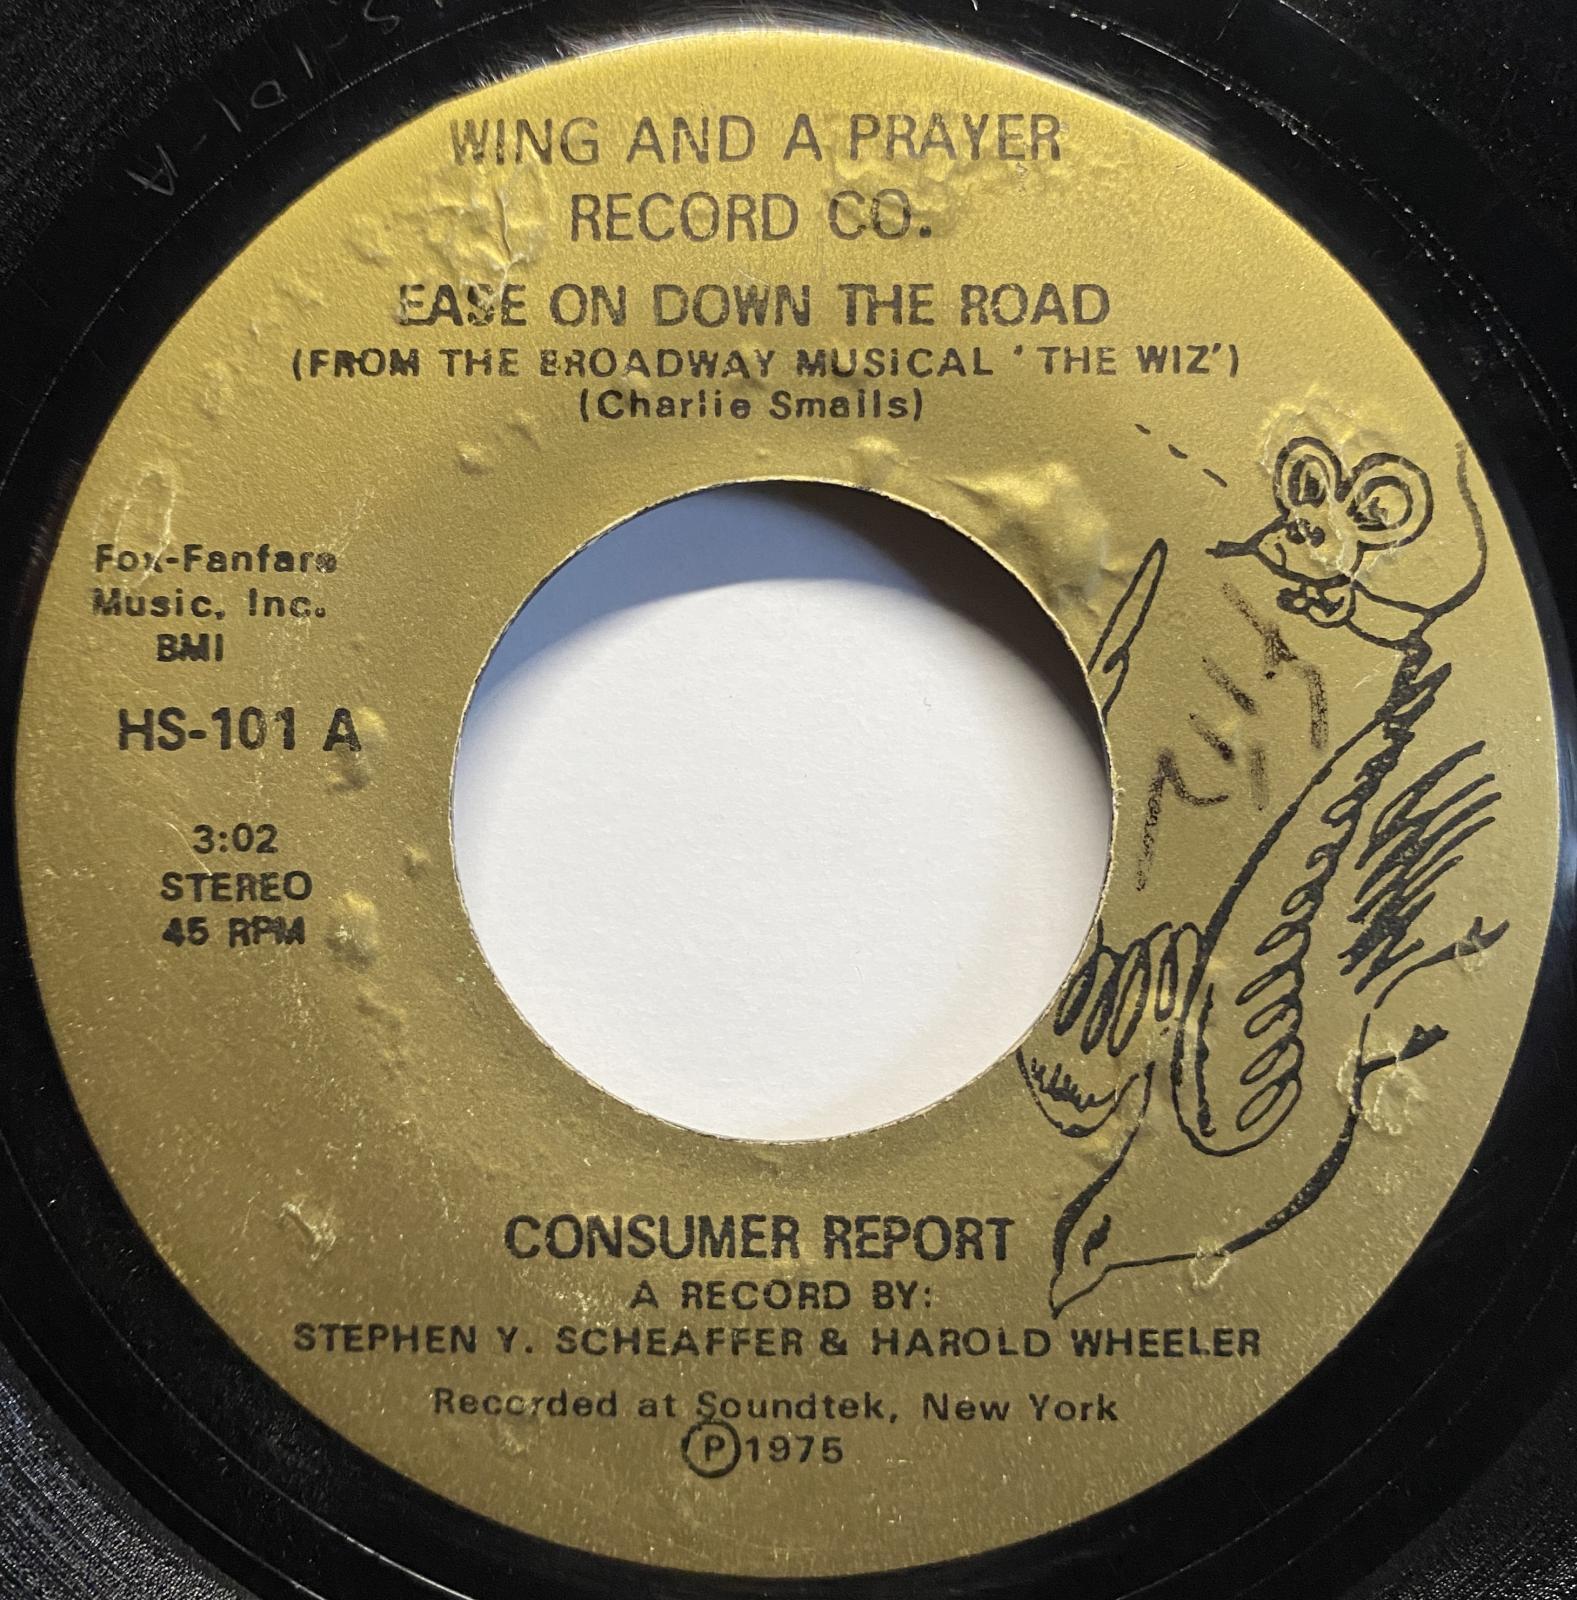 WING AND A PRAYER
RECORD CO.
EASE ON DOWN THE ROAD
(FROM THE BROADWAY MUSICAL 'THE WIZ')
(Charlie Smalls)
Fox-Fanfare
Music, Inc.
BMI
HS-101 A
3:02
STEREO
45 RPM
CONSUMER REPORT
A RECORD BY:
STEPHEN Y. SCHEAFFER & HAROLD WHEELER
Recorded at Soundtek, New York
Ⓟ1975